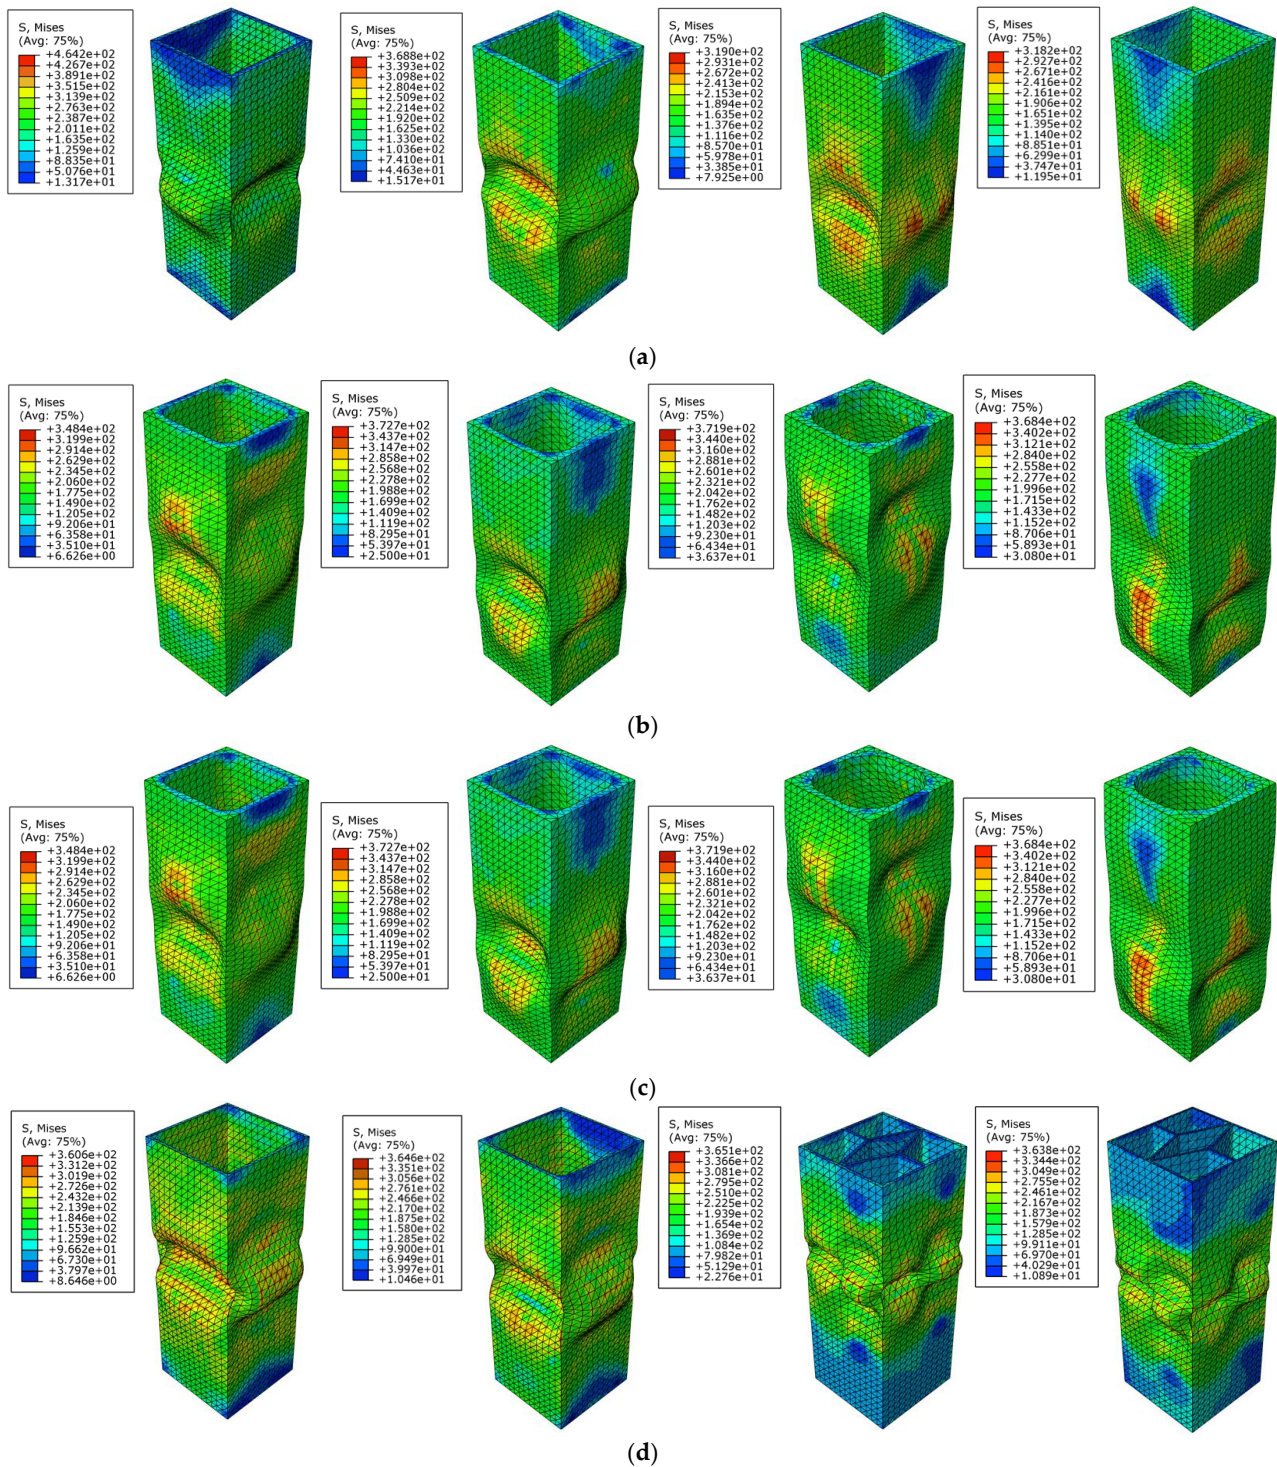 S, Mises
(Avg: 75%)
+4.642e+02
+4.267e+02
+3.891e+02
+3.515e+02
+3.139e+02
+2.763e+02
+2.387e+02
+2.011e+02
+1.635e+02
+1.259e+02
+8.835e+01
+5.076e+01
+1.317e+01
S, Mises
(Avg: 75%)
+3.688e+02
+3.393e+02
+3.098e+02
+2.804e+02
+2.509e+02
+2.214e+02
+1.920e+02
+1.625e+02
+1.330e+02
+1.036e+02
+7.410e+01
+4.463e+01
+1.517e+01
S, Mises
(Avg: 75%)
+3.190e+02
+2.931e+02
+2.672e+02
+2.413e+02
+2.153e+02
+1.894e+02
+1.635e+02
+1.376e+02
+1.116e+02
+8.570e+01
+5.978e+01
+3.385e+01
+7.925e+00
S, Mises
(Avg: 75%)
+3.182e+02
+2.927e+02
+2.671e+02
+2.416e+02
+2.161e+02
+1.906e+02
+1.651e+02
+1.395e+02
+1.140e+02
+8.851e+01
+6.299e+01
+3.747e+01
+1.195e+01
(a)
S, Mises
(Avg: 75%)
+3.484e+02
+3.199e+02
+2.914e+02
+2.629e+02
+2.345e+02
+2.060e+02
+1.775e+02
+1.490e+02
+1.205e+02
+9.206e+01
+6.358e+01
+3.510e+01
+6.626e+00
S, Mises
(Avg: 75%)
+3.727e+02
+3.437e+02
+3.147e+02
+2.858e+02
+2.568e+02
+2.278e+02
+1.988e+02
+1.699e+02
+1.409e+02
+1.119e+02
+8.295e+01
+5.397e+01
+2.500e+01
S, Mises
(Avg: 75%)
+3.719e+02
+3.440e+02
+3.160e+02
+2.881e+02
+2.601e+02
+2.321e+02
+2.042e+02
+1.762e+02
+1.482e+02
+1.203e+02
+9.230e+01
+6.434e+01
+3.637e+01
S, Mises
(Avg: 75%)
+3.684e+02
+3.402e+02
+3.121e+02
+2.840e+02
+2.558e+02
+2.277e+02
+1.996e+02
+1.715e+02
+1.433e+02
+1.152e+02
+8.706e+01
+5.893e+01
+3.080e+01
(b)
S, Mises
(Avg: 75%)
+3.484e+02
+3.199e+02
+2.914e+02
+2.629e+02
+2.345e+02
+2.060e+02
+1.775e+02
+1.490e+02
+1.205e+02
+9.206e+01
+6.358e+01
+3.510e+01
+6.626e+00
S, Mises
(Avg: 75%)
+3.727e+02
+3.437e+02
+3.147e+02
+2.858e+02
+2.568e+02
+2.278e+02
+1.988e+02
+1.699e+02
+1.409e+02
+1.119e+02
+8.295e+01
+5.397e+01
+2.500e+01
S, Mises
(Avg: 75%)
+3.719e+02
+3.440e+02
+3.160e+02
+2.881e+02
+2.601e+02
+2.321e+02
+2.042e+02
+1.762e+02
+1.482e+02
+1.203e+02
+9.230e+01
+6.434e+01
+3.637e+01
S, Mises
(Avg: 75%)
+3.684e+02
+3.402e+02
+3.121e+02
+2.840e+02
+2.558e+02
+2.277e+02
+1.996e+02
+1.715e+02
+1.433e+02
+1.152e+02
+8.706e+01
+5.893e+01
+3.080e+01
(c)
S, Mises
(Avg: 75%)
+3.606e+02
+3.312e+02
+3.019e+02
+2.726e+02
+2.432e+02
+2.139e+02
+1.846e+02
+1.553e+02
+1.259e+02
+9.662e+01
+6.730e+01
+3.797e+01
+8.646e+00
S, Mises
(Avg: 75%)
+3.646e+02
+3.351e+02
+3.056e+02
+2.761e+02
+2.466e+02
+2.170e+02
+1.875e+02
+1.580e+02
+1.285e+02
+9.900e+01
+6.949e+01
+3.997e+01
+1.046e+01
S, Mises
(Avg: 75%)
+3.651e+02
+3.366e+02
+3.081e+02
+2.795e+02
+2.510e+02
+2.225e+02
+1.939e+02
+1.654e+02
+1.369e+02
+1.084e+02
+7.982e+01
+5.129e+01
+2.276e+01
S, Mises
(Avg: 75%)
+3.638e+02
+3.344e+02
+3.049e+02
+2.755e+02
+2.461e+02
+2.167e+02
+1.873e+02
+1.579e+02
+1.285e+02
+9.911e+01
+6.970e+01
+4.029e+01
+1.089e+01
(d)